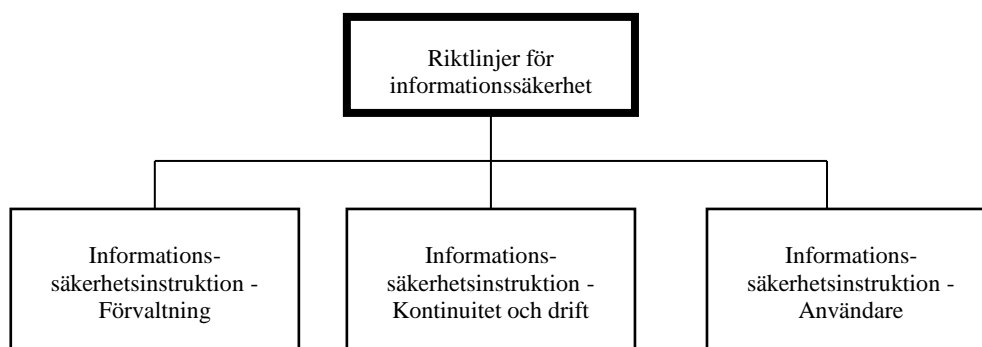 Riktlinjer för
informationssäkerhet
Informations-
säkerhetsinstruktion -
Förvaltning
Informations-
säkerhetsinstruktion -
Kontinuitet och drift
Informations-
säkerhetsinstruktion -
Användare